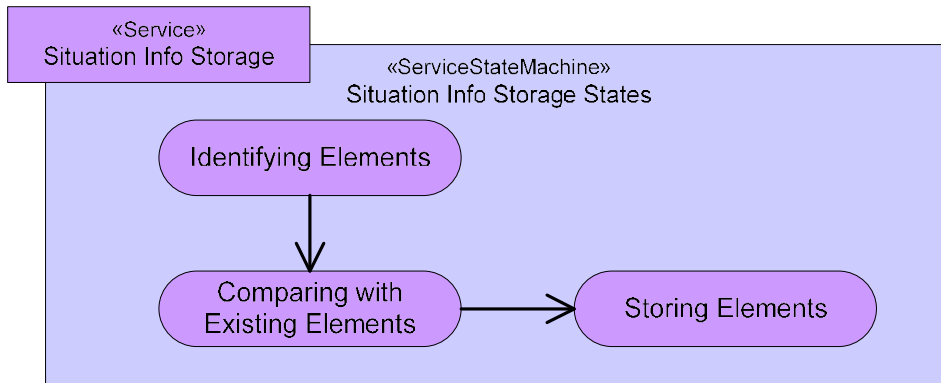 «Service»
Situation Info Storage
«ServiceStateMachine»
Situation Info Storage States
Identifying Elements
Comparing with
Existing Elements
Storing Elements